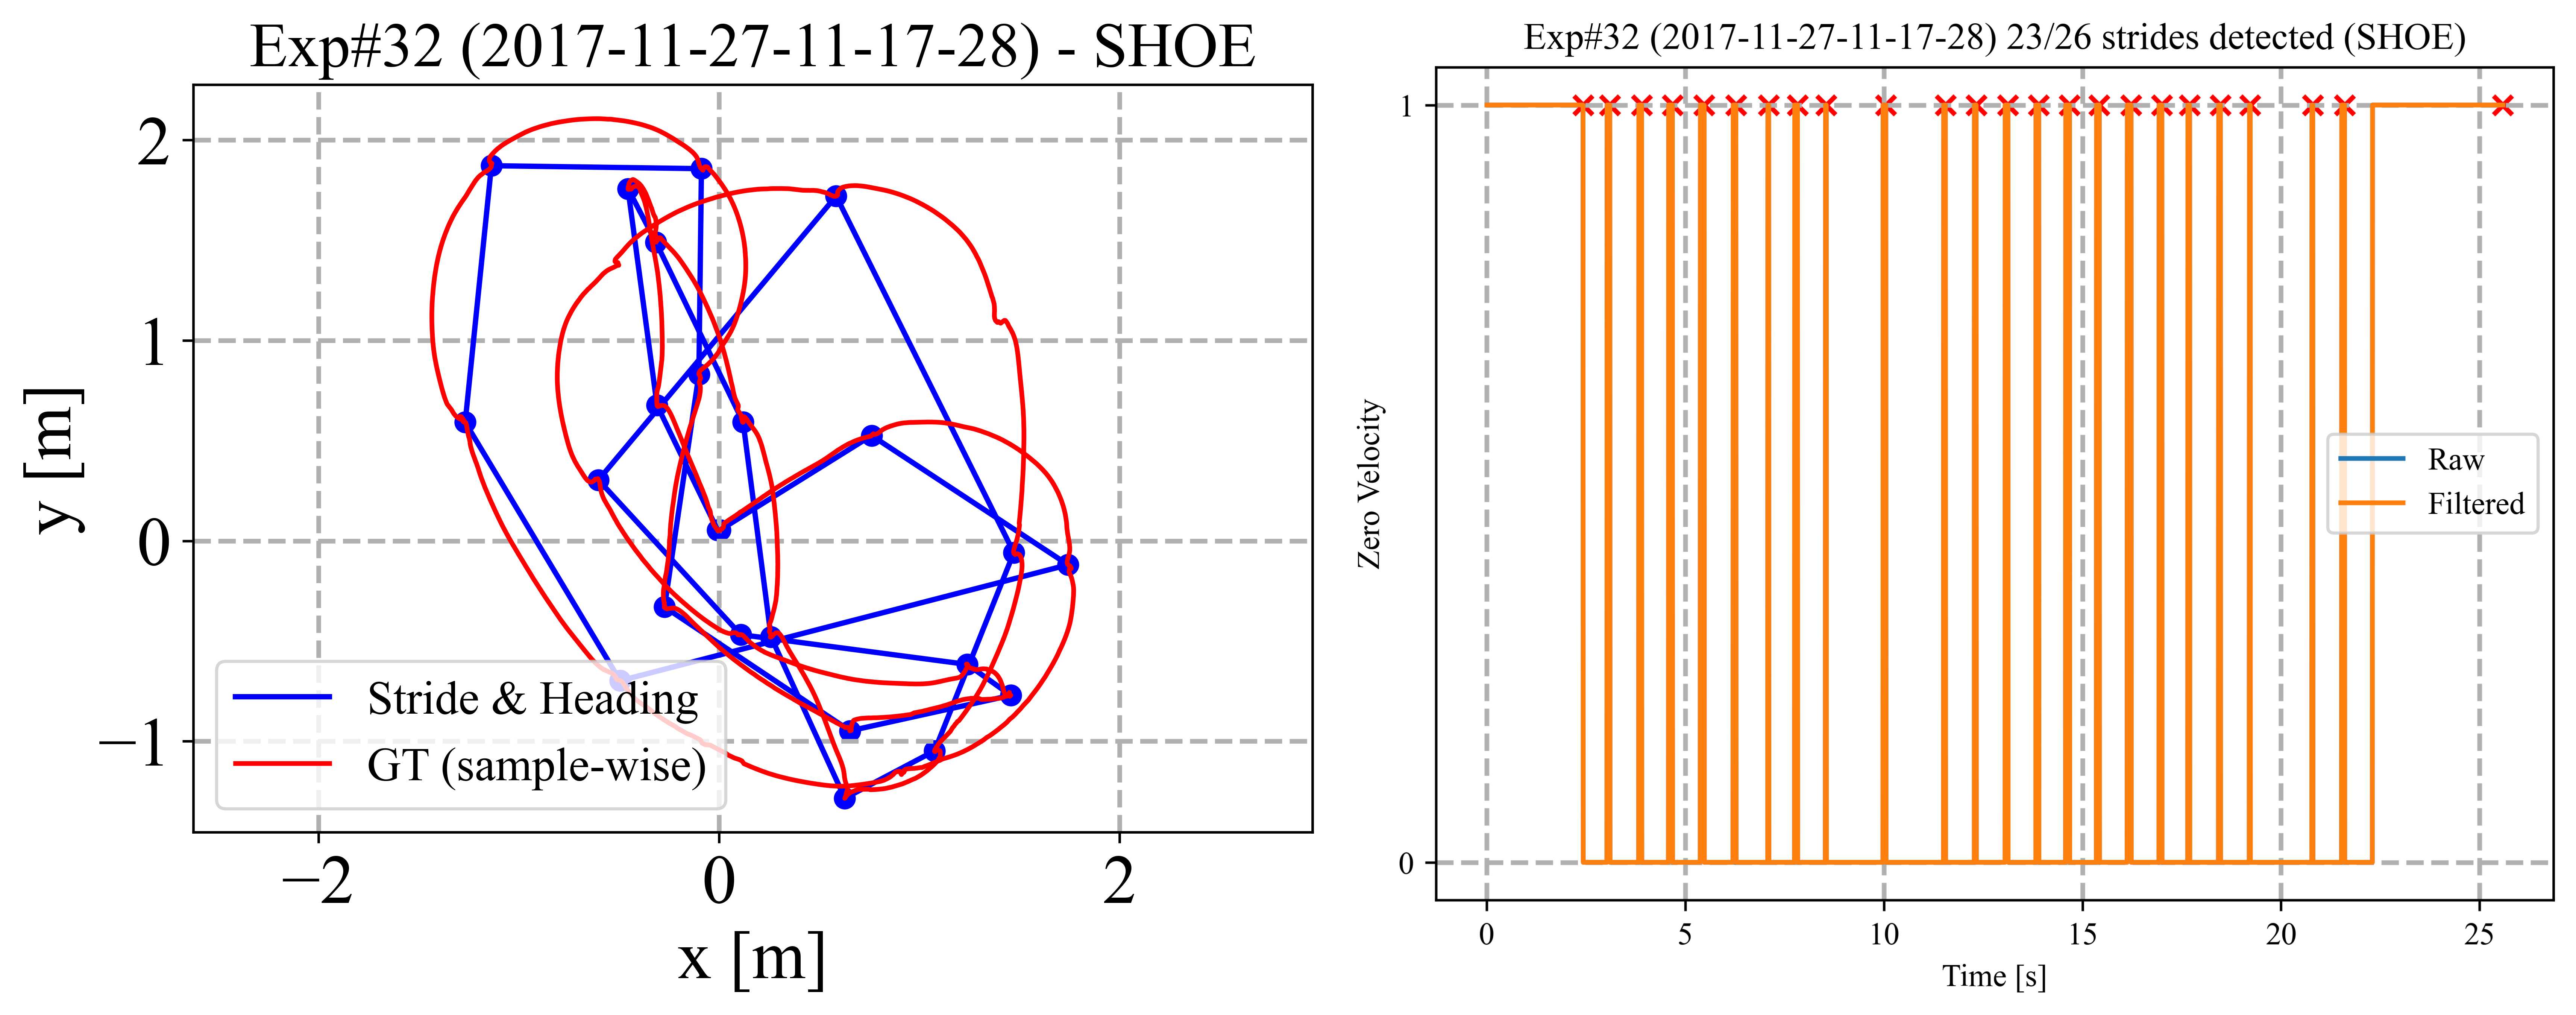 Exp#32 (2017-11-27-11-17-28) - SHOE
y [m]
2
1
0
−1
−2
0
2
x [m]
Stride & Heading
GT (sample-wise)
Exp#32 (2017-11-27-11-17-28) 23/26 strides detected (SHOE)
Zero Velocity
1
0
Raw
Filtered
0
5
10
15
20
25
Time [s]